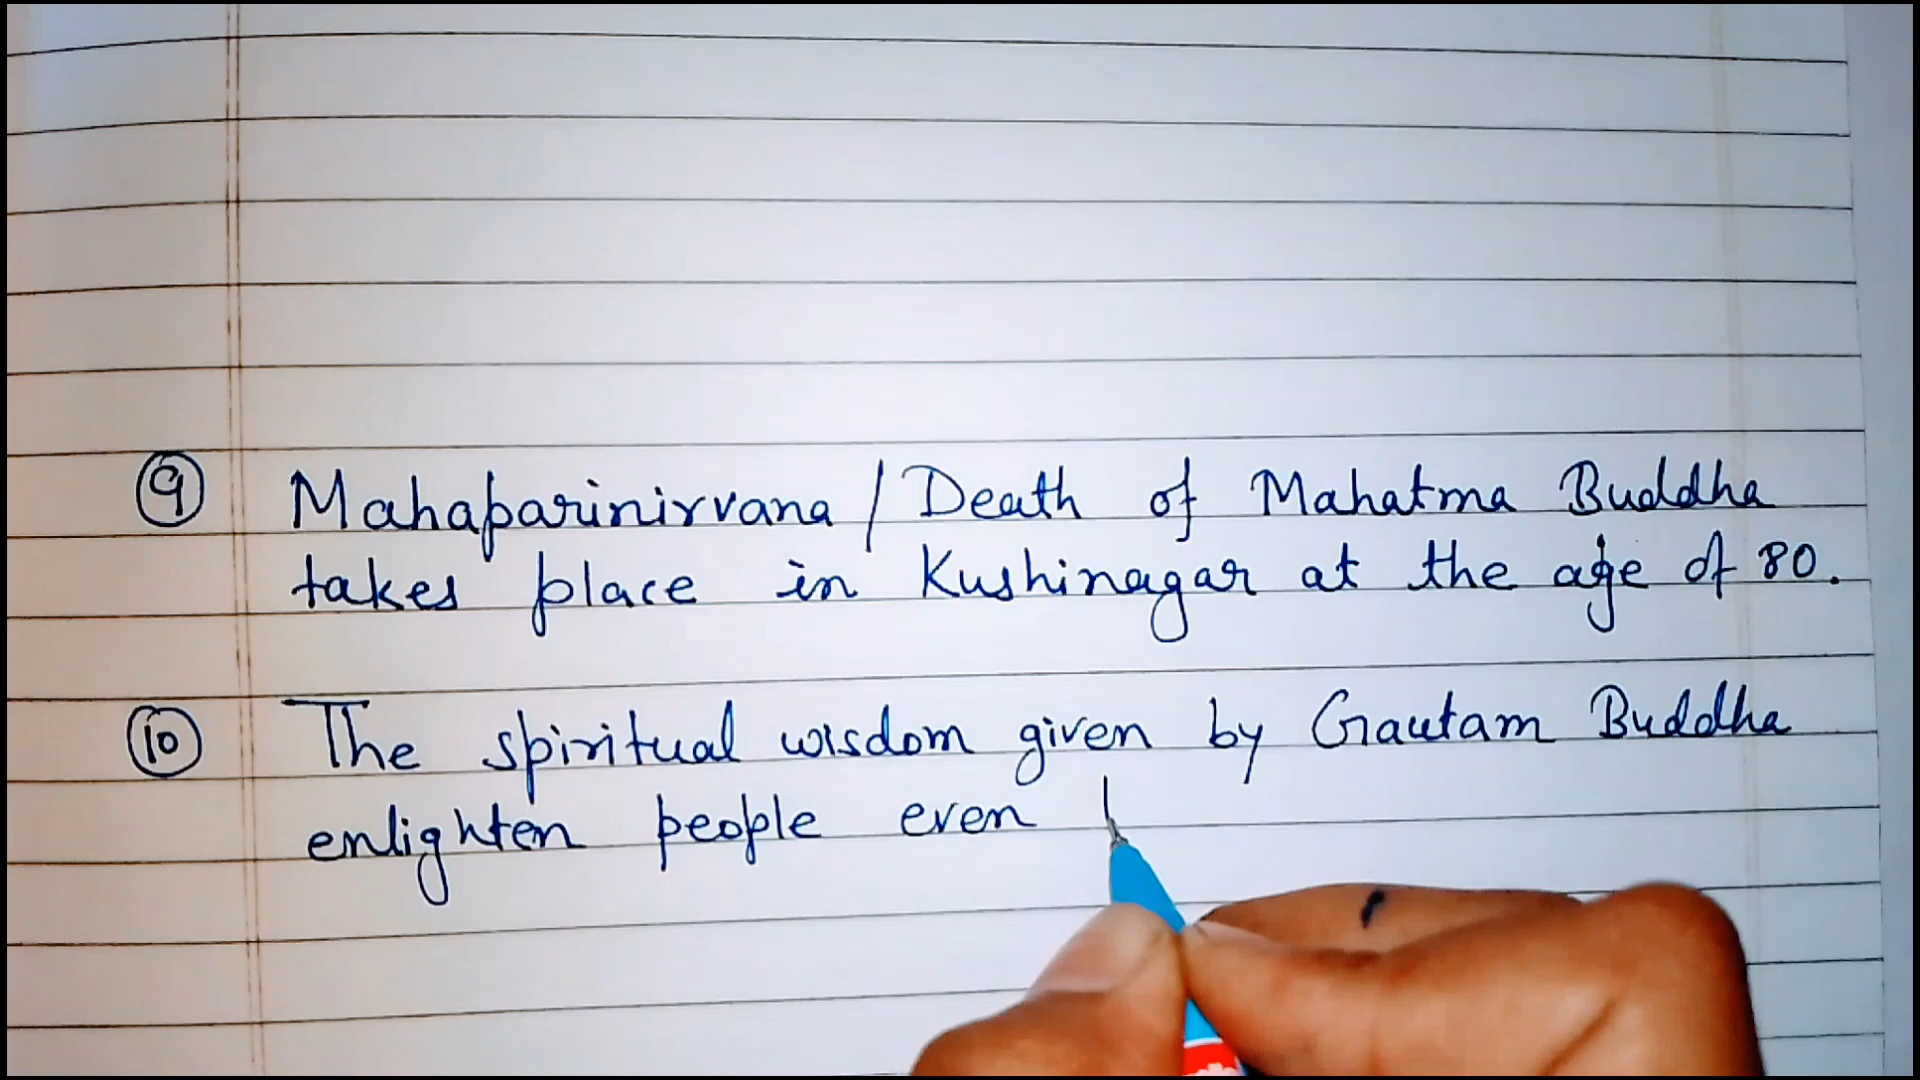 9 Mahaparinirvana / Death of Mahatma Buddha
takes place in Kushinagar at the age of 80.
10 The spiritual wisdom given by Gautam Buddha
enlighten people even